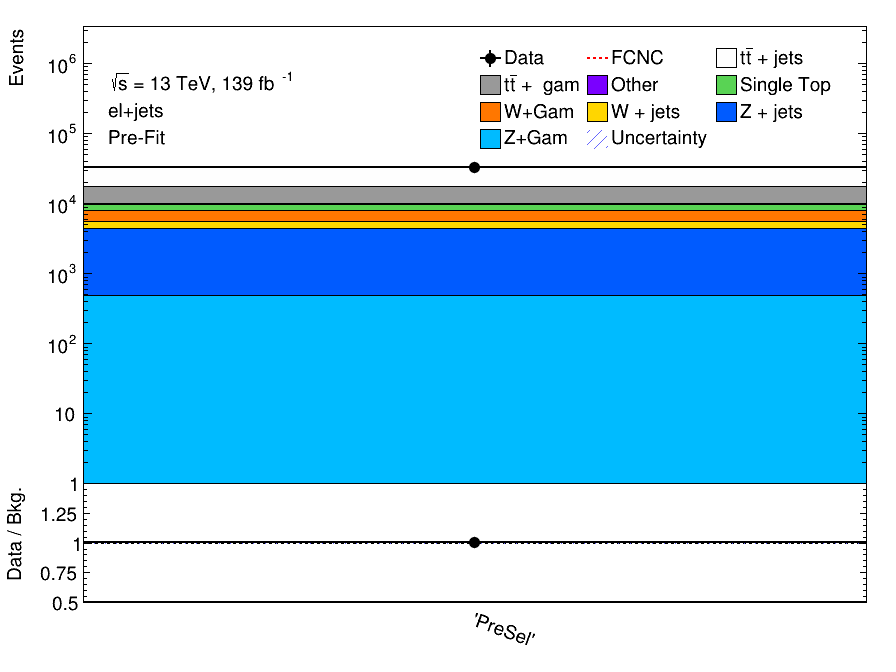 Events
10⁶
10⁵
10⁴
10³
10²
10
1
√s = 13 TeV, 139 fb⁻¹
el+jets
Pre-Fit
Data
FCNC
tt̄ + jets
tt̄ + gam
Other
Single Top
W+Gam
W + jets
Z + jets
Z+Gam
Uncertainty
Data / Bkg.
1.25
1
0.75
0.5
'PreSel'